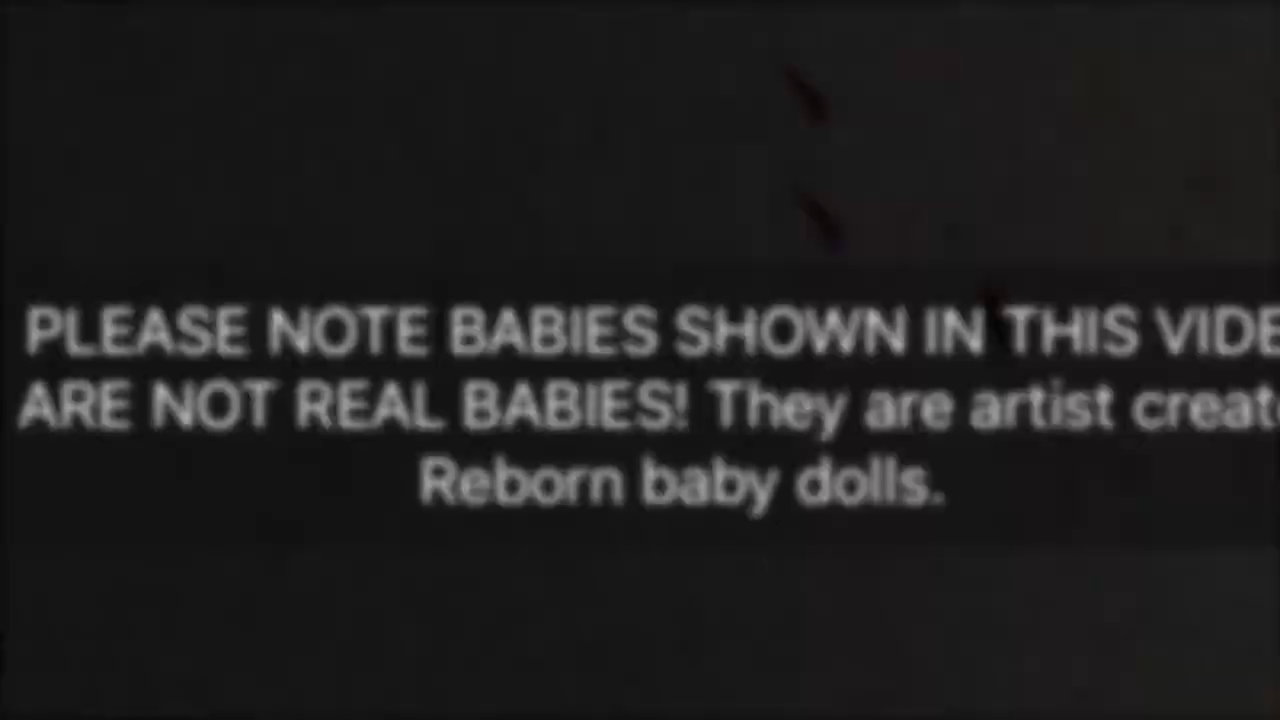 PLEASE NOTE BABIES SHOWN IN THIS VIDE
ARE NOT REAL BABIES! They are artist creat
Reborn baby dolls.